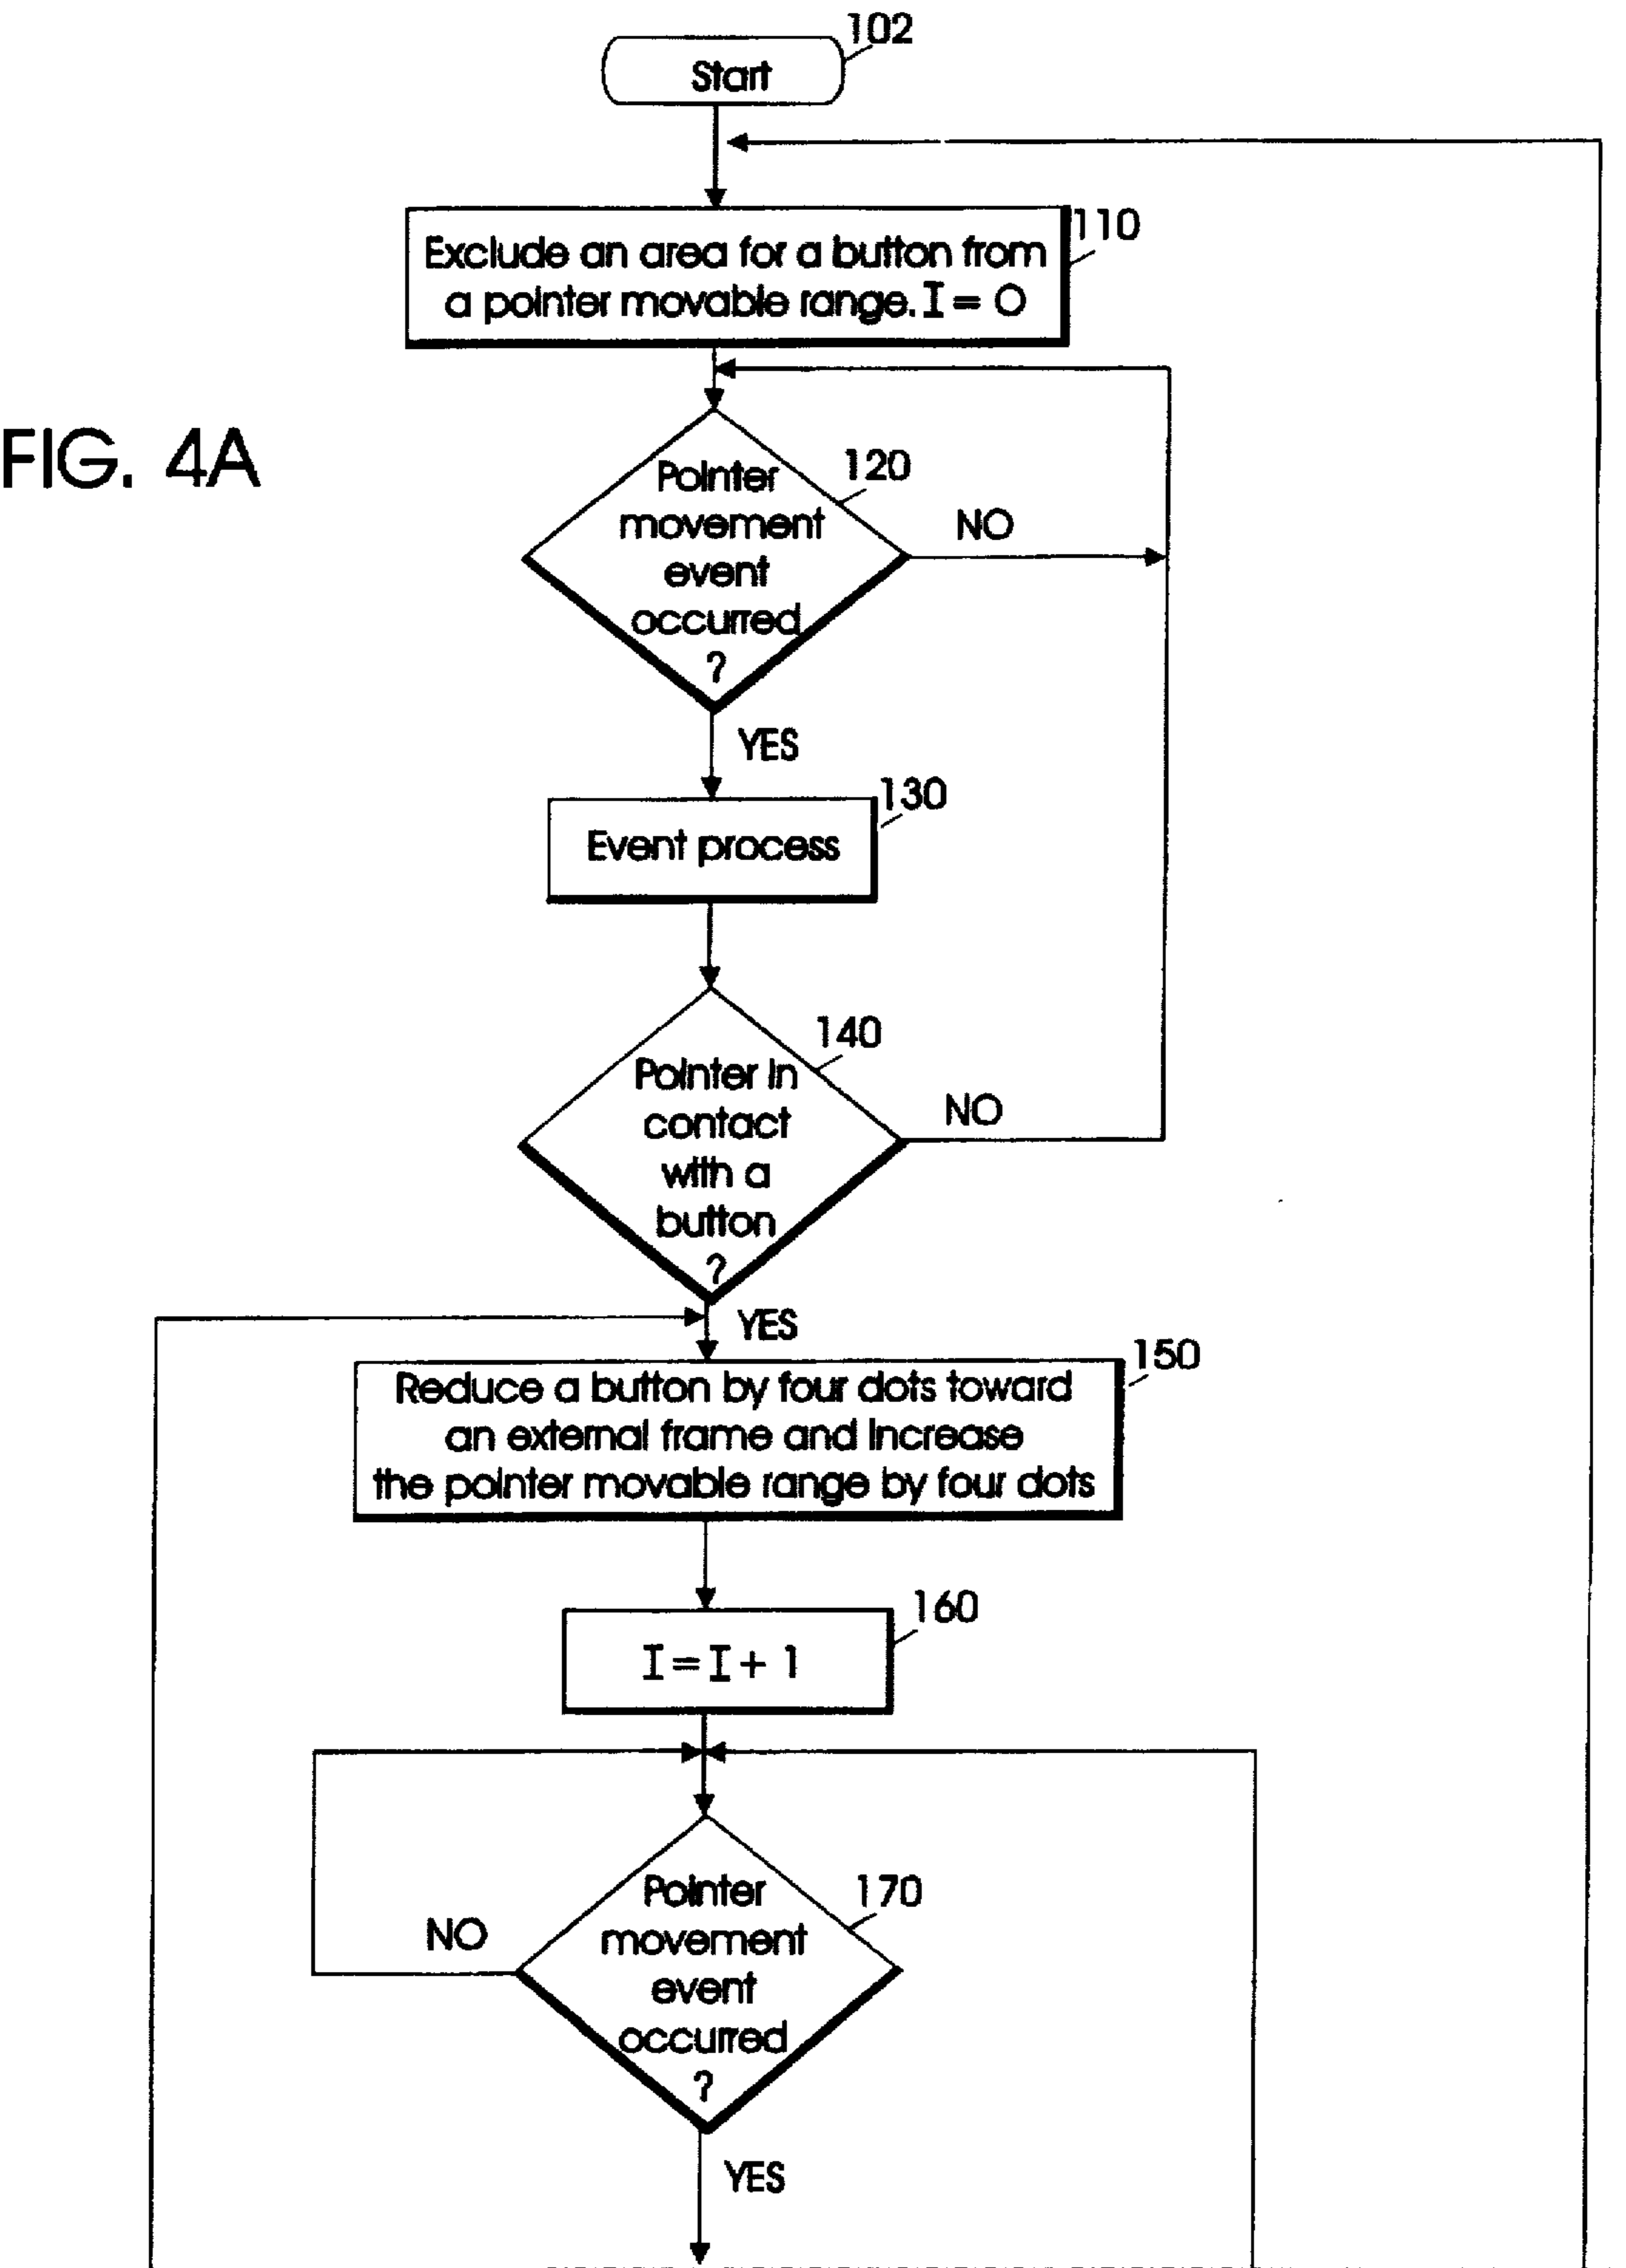 102
Start
110
Exclude an area for a button from
a pointer movable range. I = 0
FIG. 4A
120
Pointer
movement
event
occurred
?
NO
YES
130
Event process
140
Pointer in
contact
with a
button
?
NO
YES
150
Reduce a button by four dots toward
an external frame and increase
the pointer movable range by four dots
160
I = I + 1
170
Pointer
movement
event
occurred
?
NO
YES